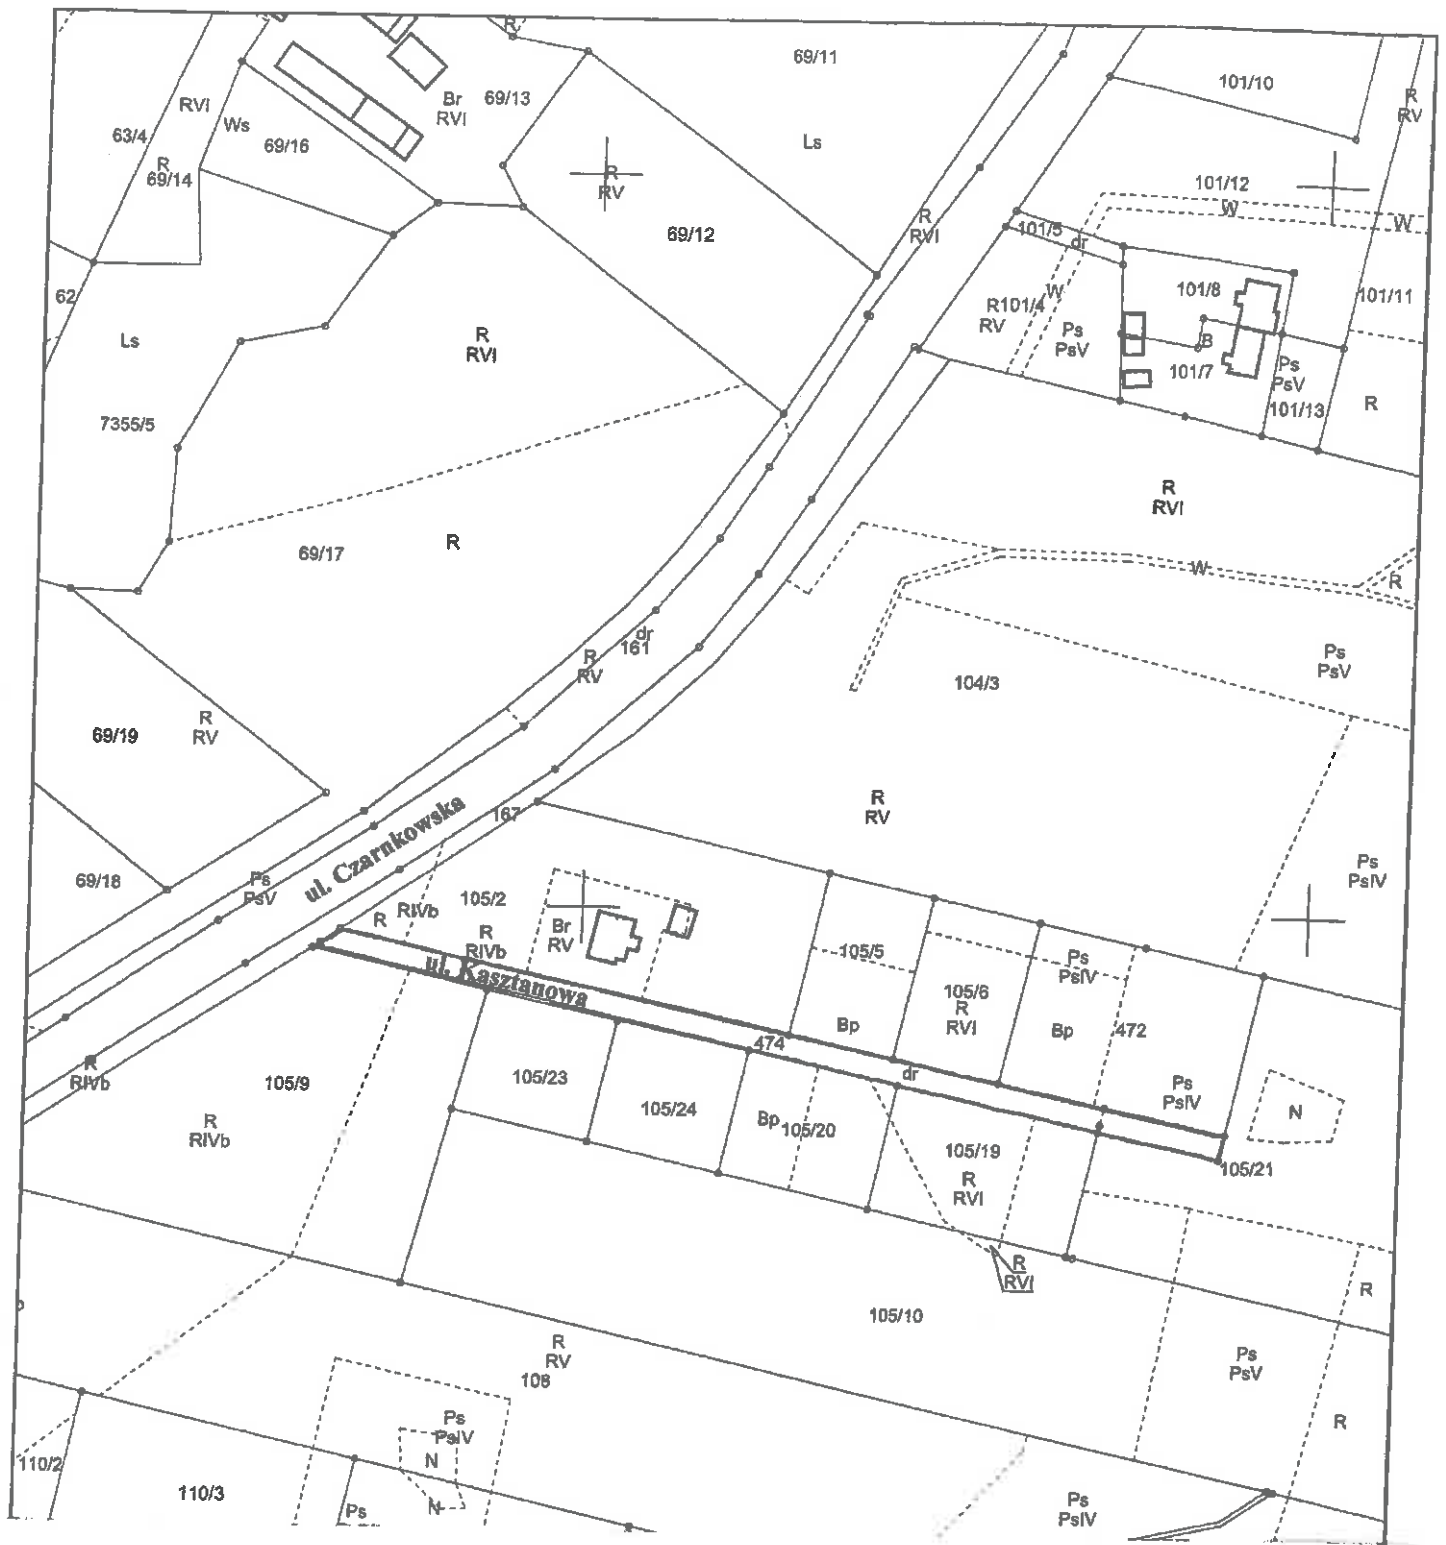 R
69/11
101/10
R
RV
RVI
Ws
Br
RVI
69/13
63/4
69/16
Ls
R
69/14
R
RV
101/12
W
W
69/12
R
RVI
101/5
dr
62
W
101/8
101/11
R
101/4
RV
Ls
R
RVI
Ps
PsV
B
101/7
Ps
PsV
101/13
R
7355/5
R
RVI
69/17
R
W
R
dr
161
R
RV
Ps
PsV
104/3
69/19
R
RV
R
RV
167
ul. Czarnkowska
69/18
Ps
PsV
Ps
PsIV
105/2
R
RIVb
R
RIVb
Br
RV
105/5
Ps
PsIV
ul. Kasztanowa
105/6
R
RVI
Bp
Bp
472
474
dr
R
RIVb
105/9
105/23
105/24
Bp
105/20
Ps
PsIV
N
R
RIVb
105/19
R
RVI
105/21
R
RVI
R
105/10
R
RV
108
Ps
PsV
Ps
PsIV
N
R
110/2
110/3
Ps
N
Ps
PsIV